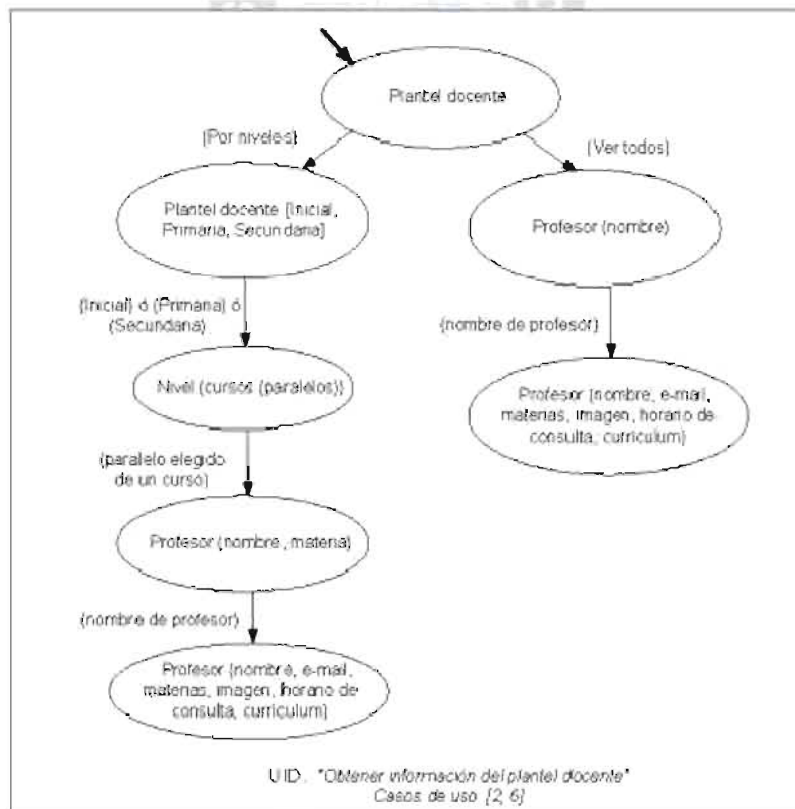 Plantel docente
(Por niveles)
(Ver todos)
Plantel docente [Inicial,
Primaria, Secundaria]
Profesor (nombre)
(Inicial) ó (Primaria) ó
(Secundaria)
(nombre de profesor)
Nivel (cursos (paralelos))
Profesor (nombre, e-mail,
materias, imagen, horario de
consulta, curriculum)
(paralelo elegido
de un curso)
Profesor (nombre, materia)
(nombre de profesor)
Profesor (nombre, e-mail,
materias, imagen, horario de
consulta, curriculum)
UID. "Obtener información del plantel docente"
Casos de uso [2, 6]